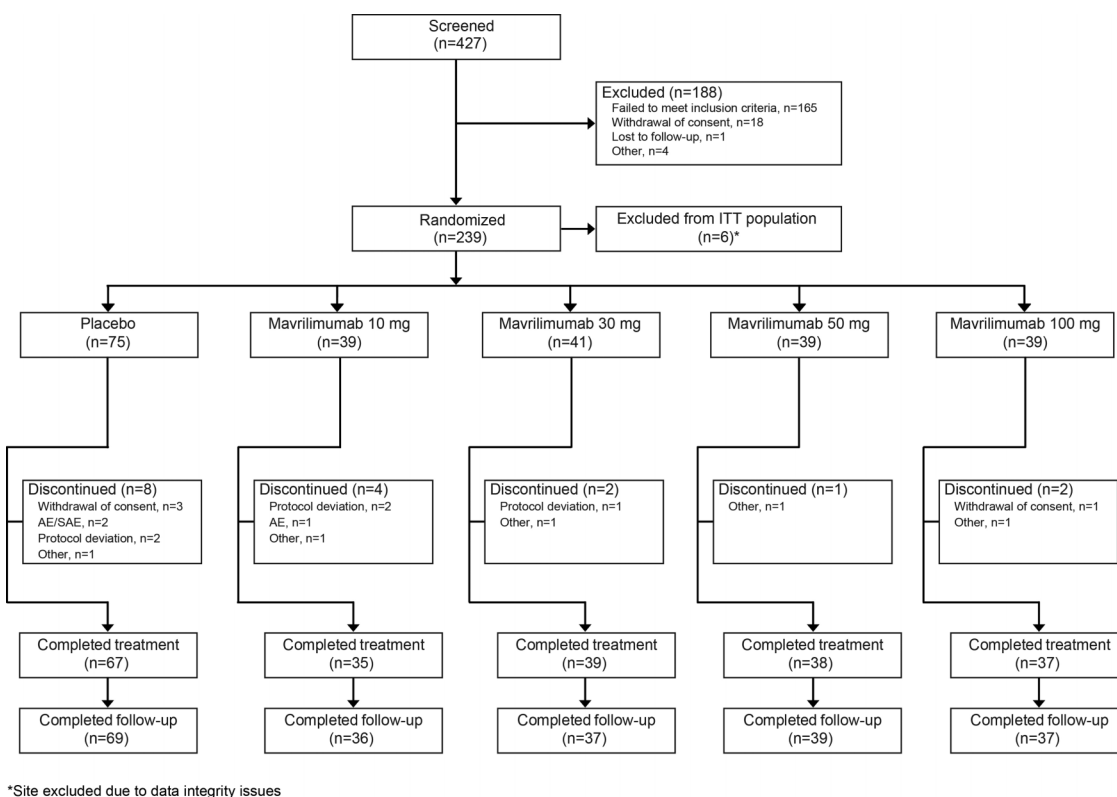 Screened
(n=427)
Excluded (n=188)
Failed to meet inclusion criteria, n=165
Withdrawal of consent, n=18
Lost to follow-up, n=1
Other, n=4
Randomized
(n=239)
Excluded from ITT population
(n=6)*
Placebo
(n=75)
Mavrilimumab 10 mg
(n=39)
Mavrilimumab 30 mg
(n=41)
Mavrilimumab 50 mg
(n=39)
Mavrilimumab 100 mg
(n=39)
Discontinued (n=8)
Withdrawal of consent, n=3
AE/SAE, n=2
Protocol deviation, n=2
Other, n=1
Discontinued (n=4)
Protocol deviation, n=2
AE, n=1
Other, n=1
Discontinued (n=2)
Protocol deviation, n=1
Other, n=1
Discontinued (n=1)
Other, n=1
Discontinued (n=2)
Withdrawal of consent, n=1
Other, n=1
Completed treatment
(n=67)
Completed treatment
(n=35)
Completed treatment
(n=39)
Completed treatment
(n=38)
Completed treatment
(n=37)
Completed follow-up
(n=69)
Completed follow-up
(n=36)
Completed follow-up
(n=37)
Completed follow-up
(n=39)
Completed follow-up
(n=37)
*Site excluded due to data integrity issues